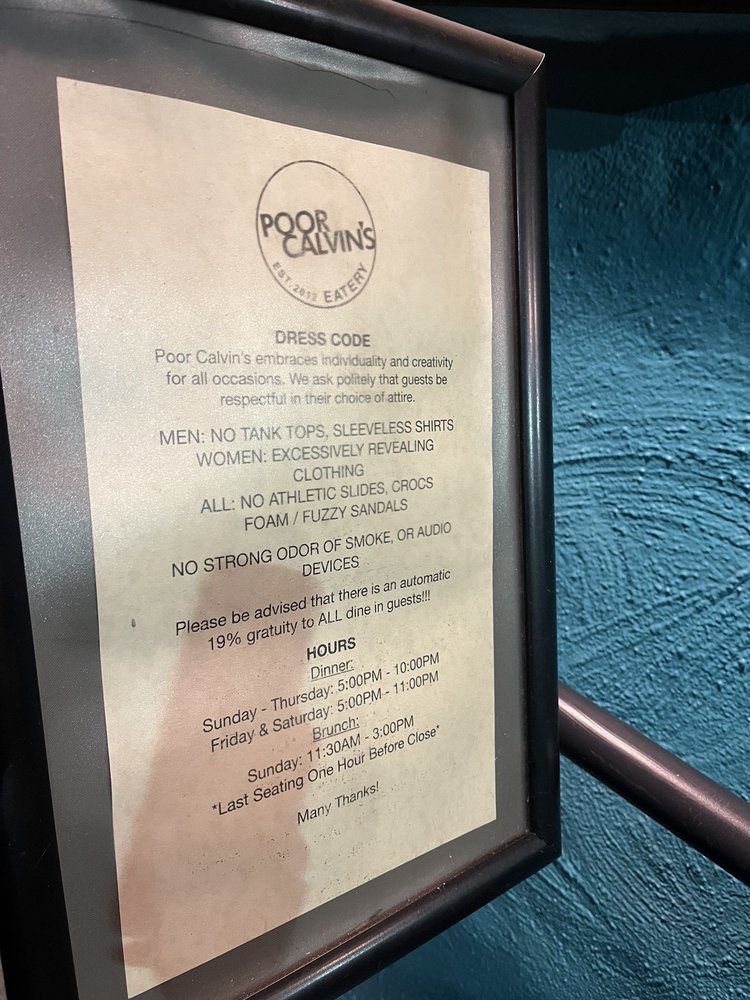 POOR
CALVIN'S
EST. 2012 EATERY
DRESS CODE
Poor Calvin's embraces individuality and creativity
for all occasions. We ask politely that guests be
respectful in their choice of attire.
MEN: NO TANK TOPS, SLEEVELESS SHIRTS
WOMEN: EXCESSIVELY REVEALING
CLOTHING
ALL: NO ATHLETIC SLIDES, CROCS
FOAM / FUZZY SANDALS
NO STRONG ODOR OF SMOKE, OR AUDIO
DEVICES
Please be advised that there is an automatic
19% gratuity to ALL dine in guests!!!
HOURS
Dinner:
Sunday - Thursday: 5:00PM - 10:00PM
Friday & Saturday: 5:00PM - 11:00PM
Brunch:
Sunday: 11:30AM - 3:00PM
*Last Seating One Hour Before Close*
Many Thanks!